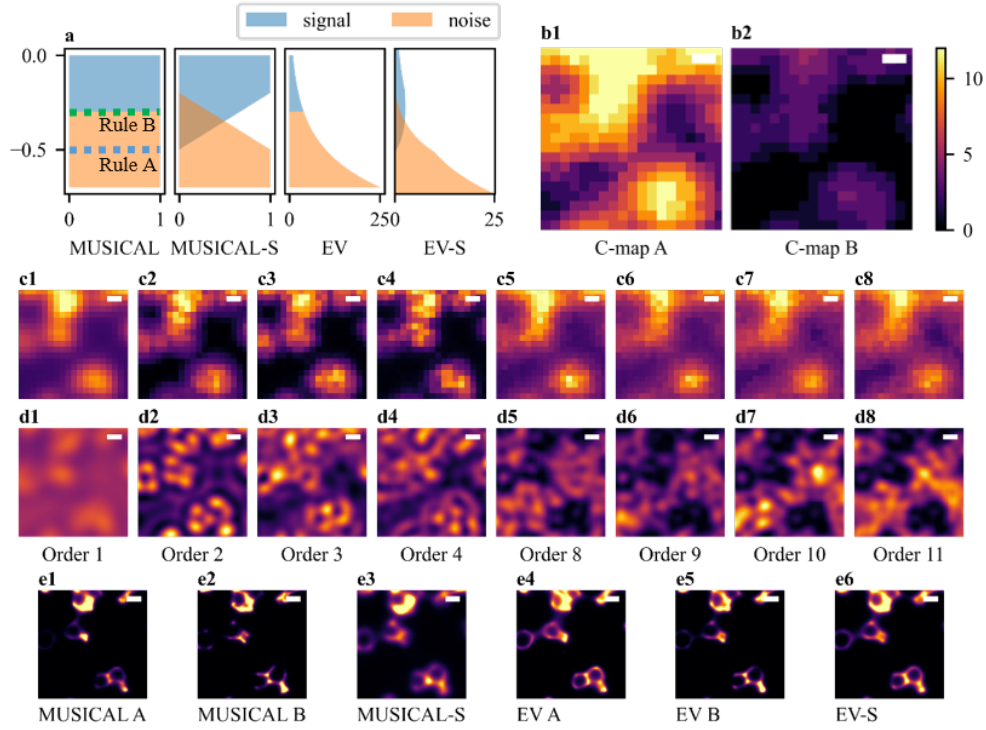 signal noise
a
0.0
−0.5
Rule B
Rule A
0 1
0 1
0 250
25
MUSICAL MUSICAL-S EV EV-S
b1 b2
10
5
0
C-map A C-map B
c1 c2 c3 c4 c5 c6 c7 c8
d1 d2 d3 d4 d5 d6 d7 d8
Order 1 Order 2 Order 3 Order 4 Order 8 Order 9 Order 10 Order 11
e1 e2 e3 e4 e5 e6
MUSICAL A MUSICAL B MUSICAL-S EV A EV B EV-S